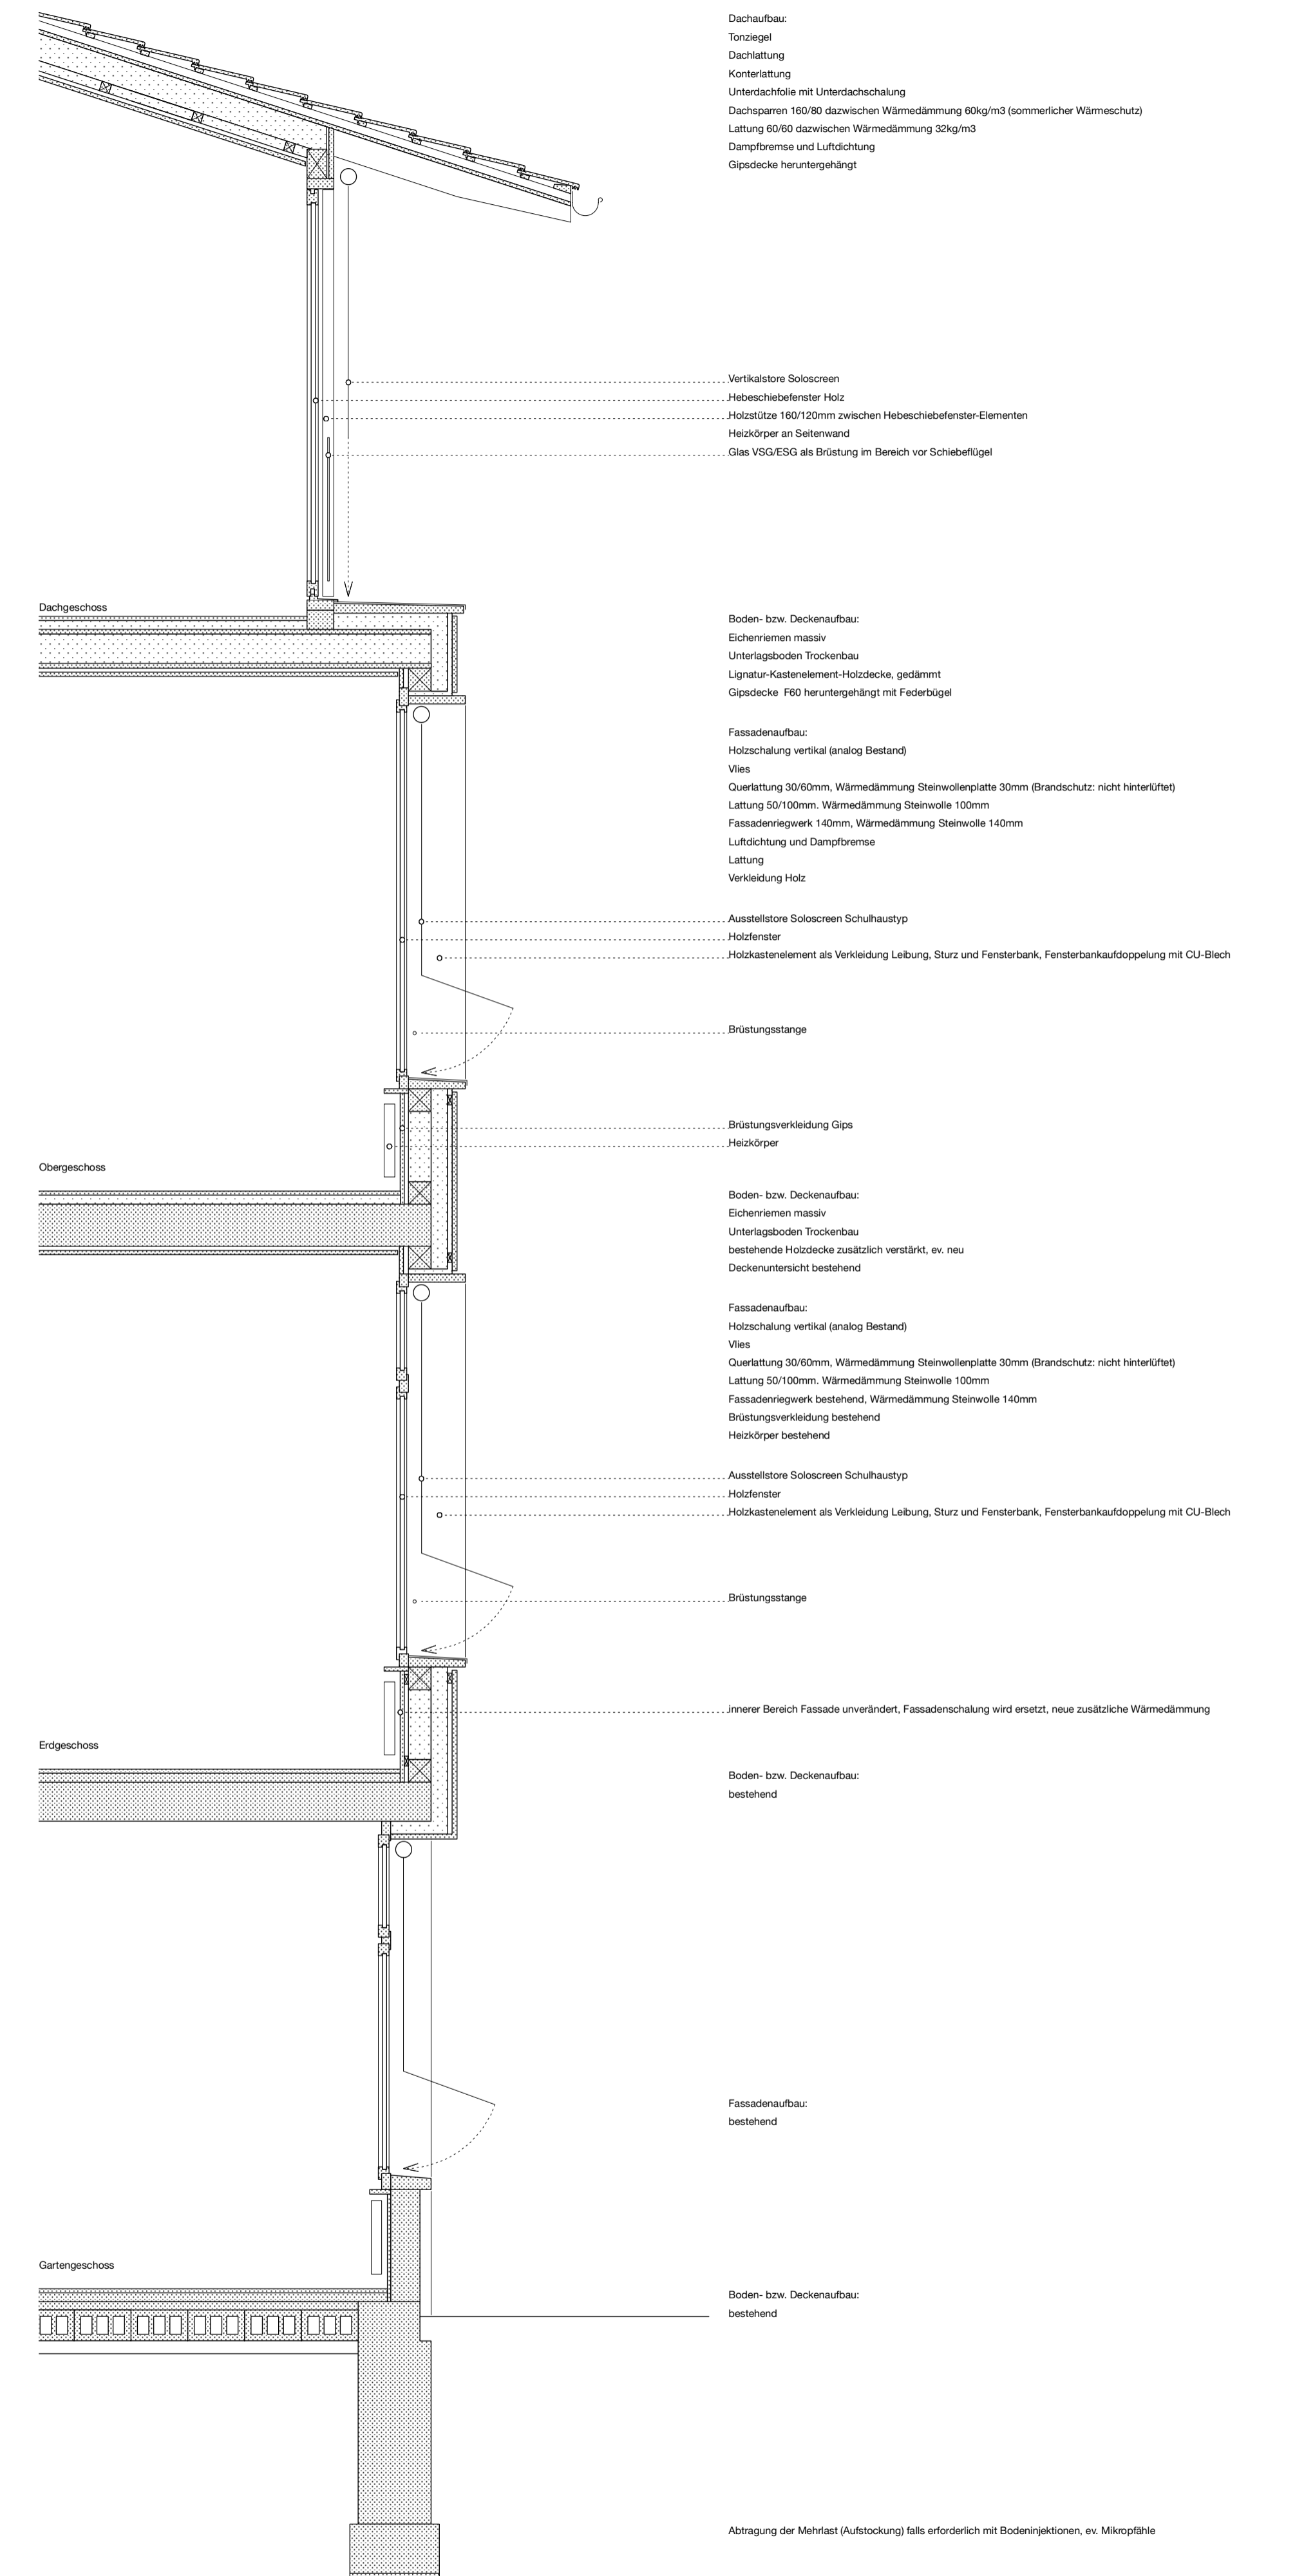 Dachaufbau:
Tonziegel
Dachlattung
Konterlattung
Unterdachfolie mit Unterdachschalung
Dachsparren 160/80 dazwischen Wärmedämmung 60kg/m3 (sommerlicher Wärmeschutz)
Lattung 60/60 dazwischen Wärmedämmung 32kg/m3
Dampfbremse und Luftdichtung
Gipsdecke heruntergehängt
Vertikalstore Soloscreen
Hebeschiebefenster Holz
Holzstütze 160/120mm zwischen Hebeschiebefenster-Elementen
Heizkörper an Seitenwand
Glas VSG/ESG als Brüstung im Bereich vor Schiebeflügel
Dachgeschoss
Boden- bzw. Deckenaufbau:
Eichenriemen massiv
Unterlagsboden Trockenbau
Lignatur-Kastenelement-Holzdecke, gedämmt
Gipsdecke F60 heruntergehängt mit Federbügel
Fassadenaufbau:
Holzschalung vertikal (analog Bestand)
Vlies
Querlattung 30/60mm, Wärmedämmung Steinwollenplatte 30mm (Brandschutz: nicht hinterlüftet)
Lattung 50/100mm. Wärmedämmung Steinwolle 100mm
Fassadenriegwerk 140mm, Wärmedämmung Steinwolle 140mm
Luftdichtung und Dampfbremse
Lattung
Verkleidung Holz
Ausstellstore Soloscreen Schulhaustyp
Holzfenster
Holzkastenelement als Verkleidung Leibung, Sturz und Fensterbank, Fensterbankaufdoppelung mit CU-Blech
Brüstungsstange
Brüstungsverkleidung Gips
Heizkörper
Obergeschoss
Boden- bzw. Deckenaufbau:
Eichenriemen massiv
Unterlagsboden Trockenbau
bestehende Holzdecke zusätzlich verstärkt, ev. neu
Deckenuntersicht bestehend
Fassadenaufbau:
Holzschalung vertikal (analog Bestand)
Vlies
Querlattung 30/60mm, Wärmedämmung Steinwollenplatte 30mm (Brandschutz: nicht hinterlüftet)
Lattung 50/100mm. Wärmedämmung Steinwolle 100mm
Fassadenriegwerk bestehend, Wärmedämmung Steinwolle 140mm
Brüstungsverkleidung bestehend
Heizkörper bestehend
Ausstellstore Soloscreen Schulhaustyp
Holzfenster
Holzkastenelement als Verkleidung Leibung, Sturz und Fensterbank, Fensterbankaufdoppelung mit CU-Blech
Brüstungsstange
innerer Bereich Fassade unverändert, Fassadenschalung wird ersetzt, neue zusätzliche Wärmedämmung
Erdgeschoss
Boden- bzw. Deckenaufbau:
bestehend
Fassadenaufbau:
bestehend
Gartengeschoss
Boden- bzw. Deckenaufbau:
bestehend
Abtragung der Mehrlast (Aufstockung) falls erforderlich mit Bodeninjektionen, ev. Mikropfähle